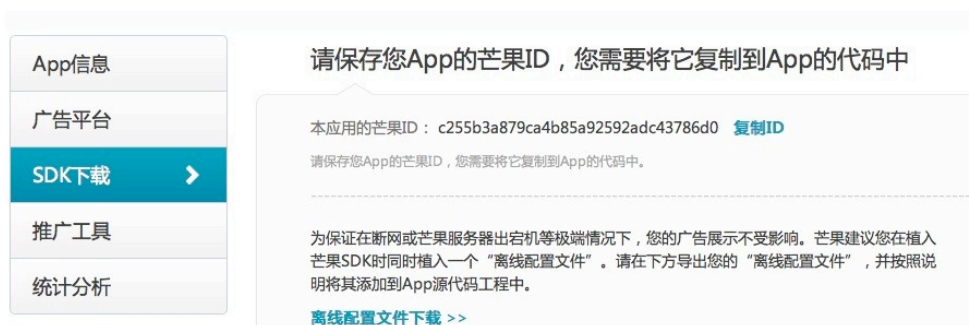 App信息
广告平台
SDK下载
推广工具
统计分析
请保存您App的芒果ID，您需要将它复制到App的代码中
本应用的芒果ID： c255b3a879ca4b85a92592adc43786d0 复制ID
请保存您App的芒果ID，您需要将它复制到App的代码中。
为保证在断网或芒果服务器出宕机等极端情况下，您的广告展示不受影响。芒果建议您在植入
芒果SDK时同时植入一个“离线配置文件”。请在下方导出您的“离线配置文件”，并按照说
明将其添加到App源代码工程中。
离线配置文件下载 >>